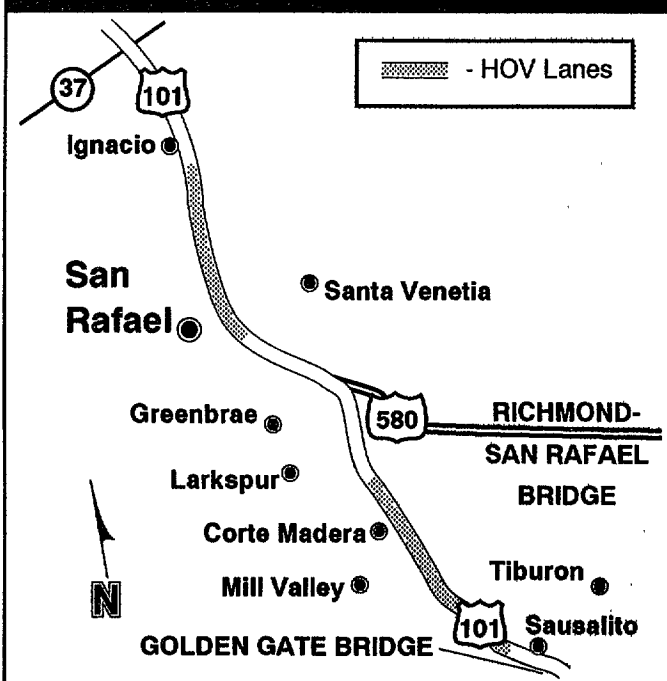 - HOV Lanes
37
101
Ignacio
San
Rafael
Santa Venetia
Greenbrae
580
RICHMOND-
SAN RAFAEL
BRIDGE
Larkspur
Corte Madera
Mill Valley
Tiburon
N
101
Sausalito
GOLDEN GATE BRIDGE